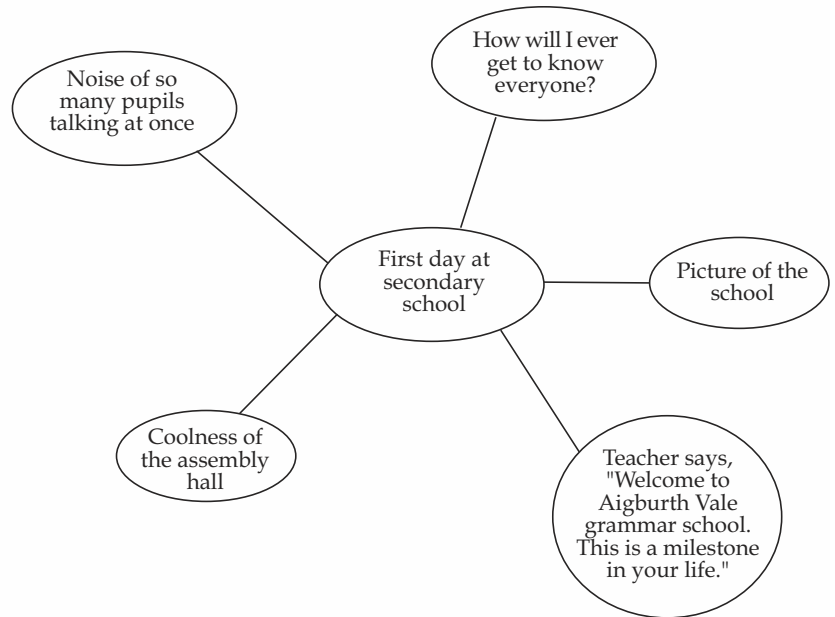 How will I ever
get to know
everyone?
Noise of so
many pupils
talking at once
First day at
secondary
school
Picture of the
school
Coolness of
the assembly
hall
Teacher says,
"Welcome to
Aigburth Vale
grammar school.
This is a milestone
in your life."